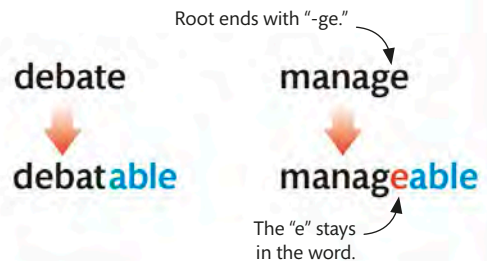 Root ends with “-ge.”
debate
manage
debatable
manageable
The “e” stays
in the word.